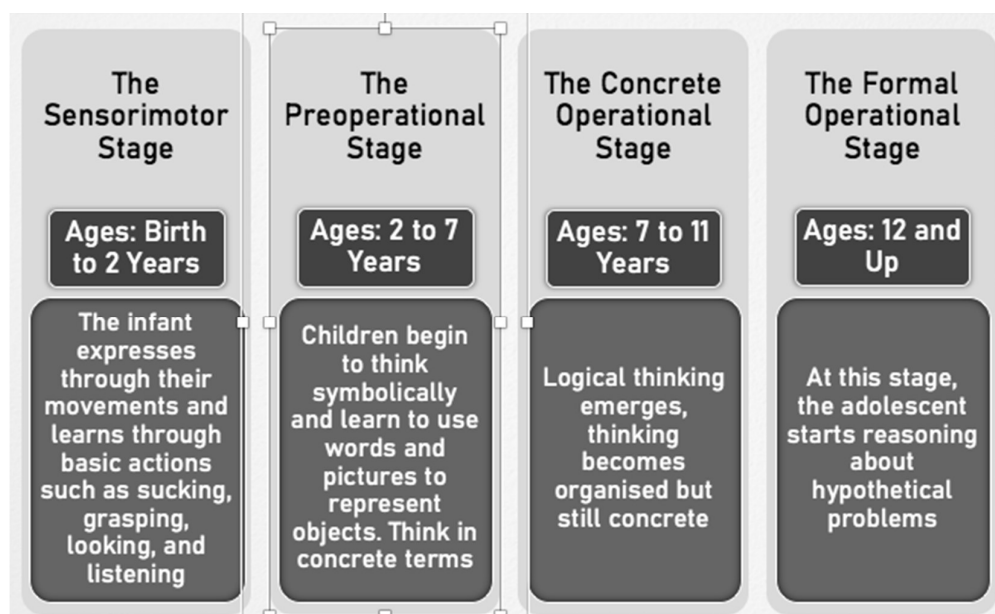 The
Sensorimotor
Stage
Ages: Birth
to 2 Years
The infant
expresses
through their
movements and
learns through
basic actions
such as sucking,
grasping,
looking, and
listening
The
Preoperational
Stage
Ages: 2 to 7
Years
Children begin
to think
symbolically
and learn to use
words and
pictures to
represent
objects. Think in
concrete terms
The Concrete
Operational
Stage
Ages: 7 to 11
Years
Logical thinking
emerges,
thinking
becomes
organised but
still concrete
The Formal
Operational
Stage
Ages: 12 and
Up
At this stage,
the adolescent
starts reasoning
about
hypothetical
problems